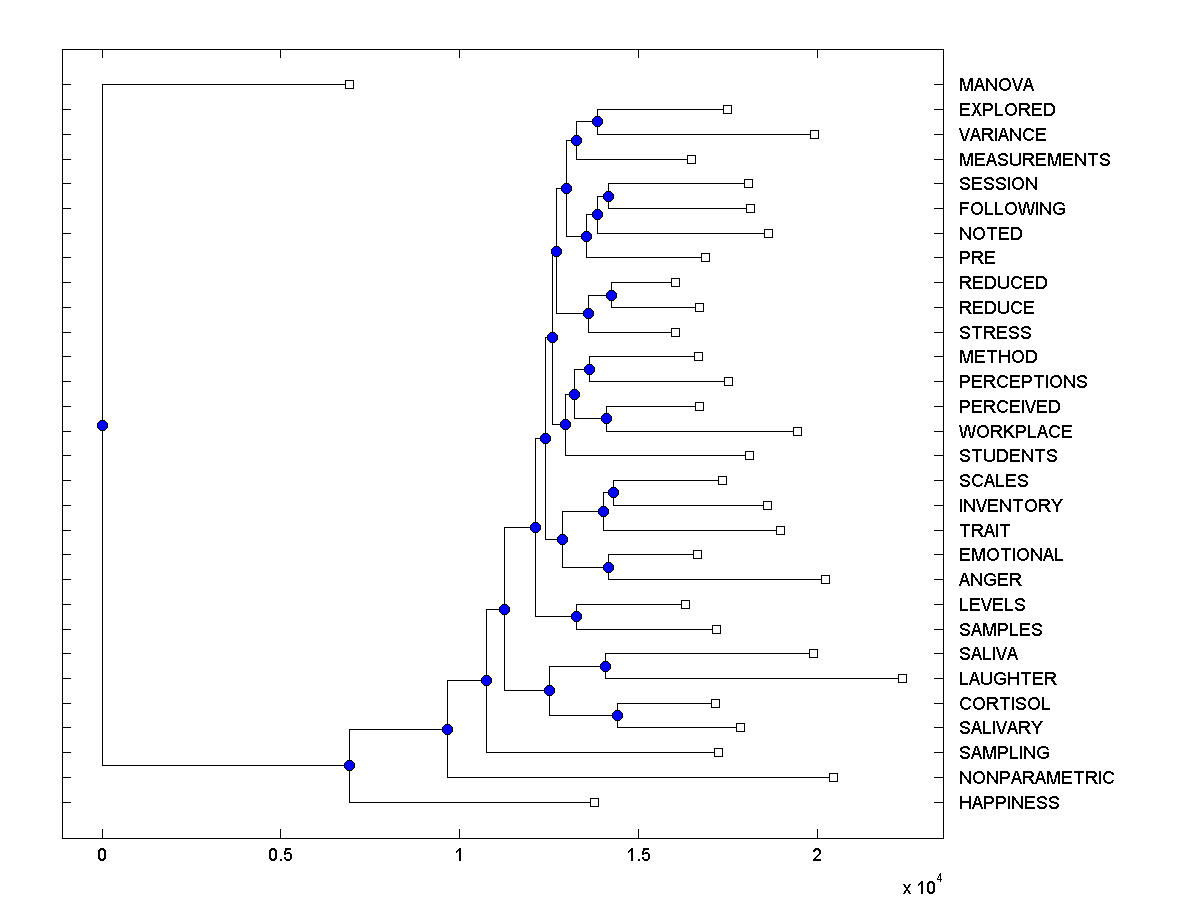 MANOVA
EXPLORED
VARIANCE
MEASUREMENTS
SESSION
FOLLOWING
NOTED
PRE
REDUCED
REDUCE
STRESS
METHOD
PERCEPTIONS
PERCEIVED
WORKPLACE
STUDENTS
SCALES
INVENTORY
TRAIT
EMOTIONAL
ANGER
LEVELS
SAMPLES
SALIVA
LAUGHTER
CORTISOL
SALIVARY
SAMPLING
NONPARAMETRIC
HAPPINESS
0 0.5 1 1.5 2
x 10^4